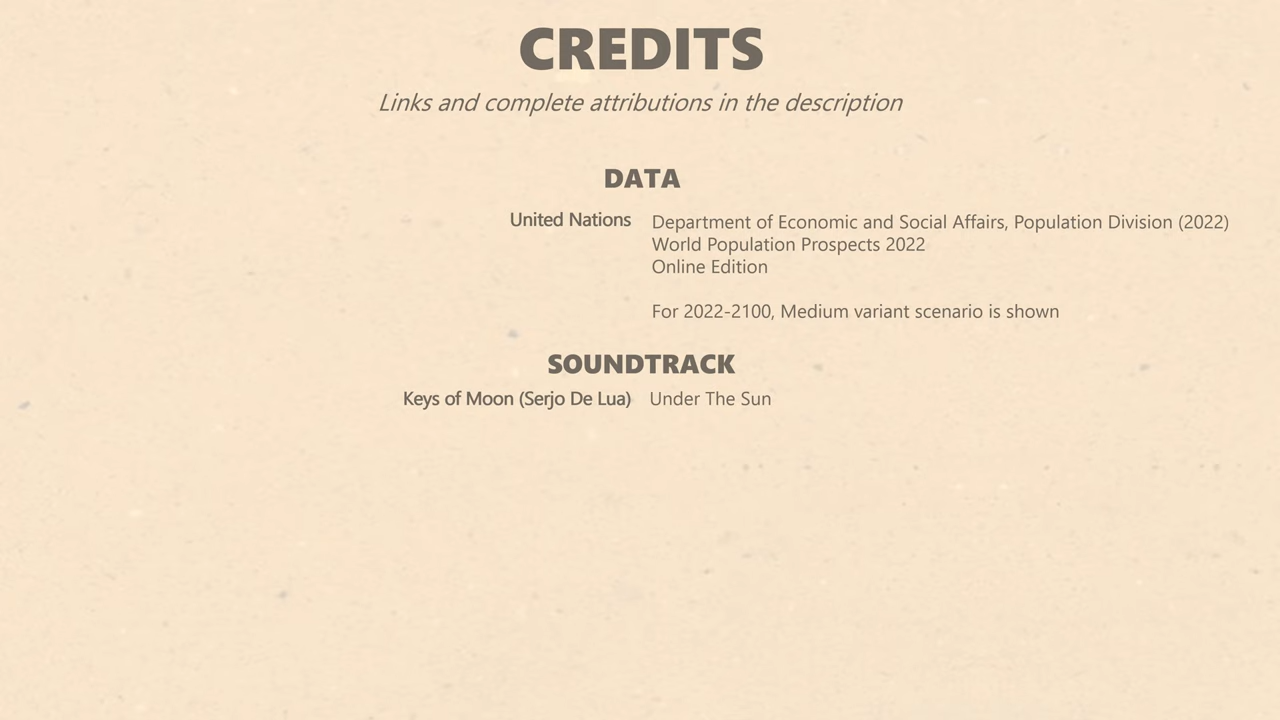 CREDITS
Links and complete attributions in the description
DATA
United Nations Department of Economic and Social Affairs, Population Division (2022)
World Population Prospects 2022
Online Edition
For 2022-2100, Medium variant scenario is shown
SOUNDTRACK
Keys of Moon (Serjo De Lua) Under The Sun